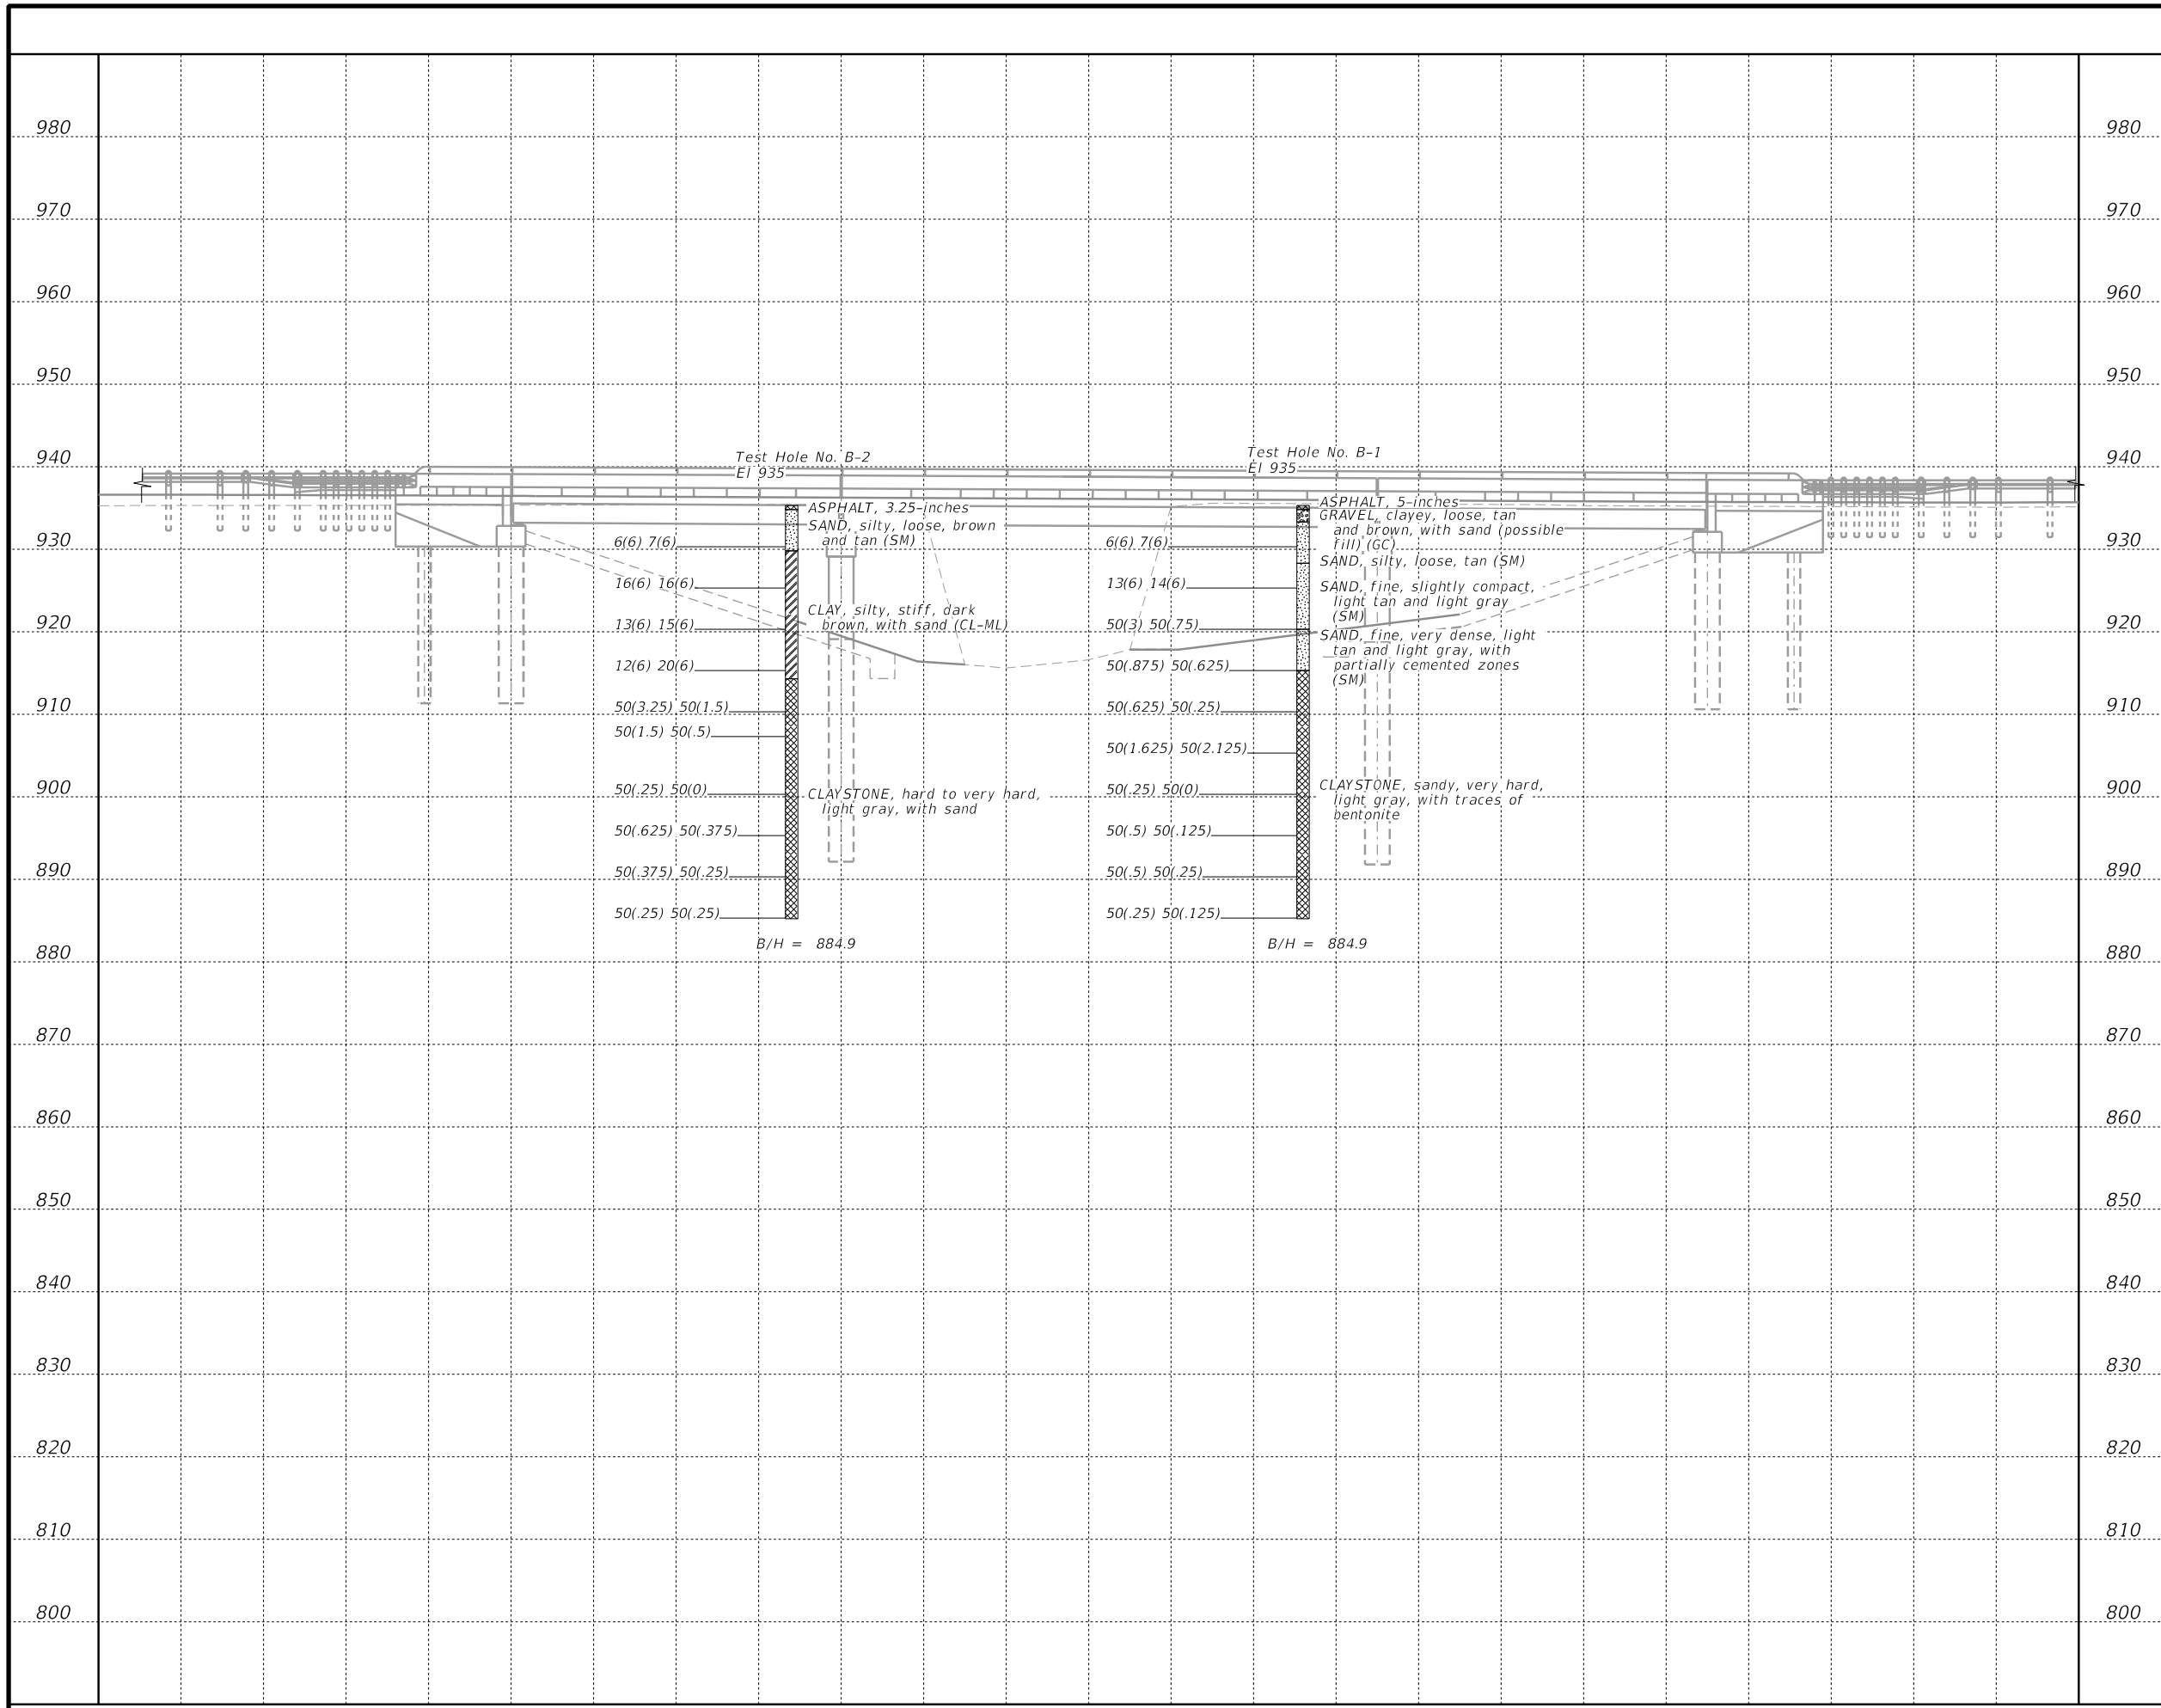 980 980
970 970
960 960
950 950
940 940
930 930
920 920
910 910
900 900
890 890
880 880
870 870
860 860
850 850
840 840
830 830
820 820
810 810
800 800
Test Hole No. B-2
El 935
ASPHALT, 3.25-inches
SAND, silty, loose, brown
and tan (SM)
CLAY, silty, stiff, dark
brown, with sand (CL-ML)
CLAYSTONE, hard to very hard,
light gray, with sand
6(6) 7(6)
16(6) 16(6)
13(6) 15(6)
12(6) 20(6)
50(3.25) 50(1.5)
50(1.5) 50(.5)
50(.25) 50(0)
50(.625) 50(.375)
50(.375) 50(.25)
50(.25) 50(.25)
B/H = 884.9
Test Hole No. B-1
El 935
ASPHALT, 5-inches
GRAVEL, clayey, loose, tan
and brown, with sand (possible
fill) (GC)
SAND, silty, loose, tan (SM)
SAND, fine, slightly compact,
light tan and light gray
(SM)
SAND, fine, very dense, light
tan and light gray, with
partially cemented zones
(SM)
CLAYSTONE, sandy, very hard,
light gray, with traces of
bentonite
6(6) 7(6)
13(6) 14(6)
50(3) 50(.75)
50(.875) 50(.625)
50(.625) 50(.25)
50(1.625) 50(2.125)
50(.25) 50(0)
50(.5) 50(.125)
50(.5) 50(.25)
50(.25) 50(.125)
B/H = 884.9